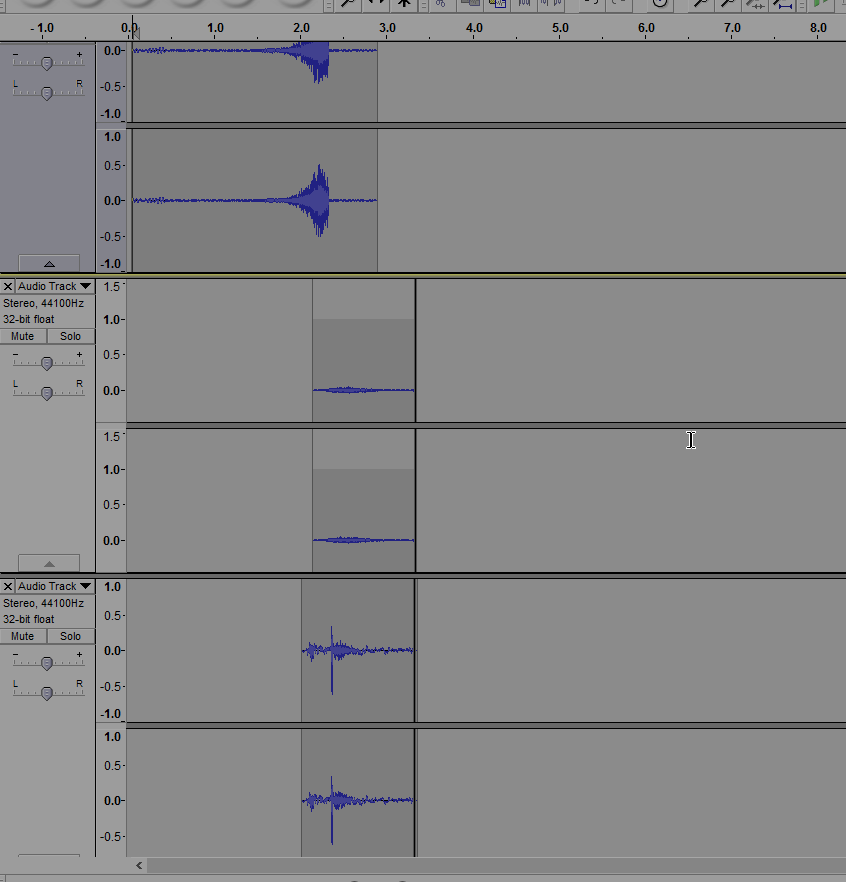 - 1.0 0.0 1.0 2.0 3.0 4.0 5.0 6.0 7.0 8.0
- +
0.0-
L R
-0.5-
-1.0
1.0
0.5-
0.0-
-0.5-
-1.0
× Audio Track ▼ 1.5
Stereo, 44100Hz
32-bit float 1.0-
Mute Solo
- + 0.5-
L R 0.0-
1.5
1.0-
0.5-
0.0-
× Audio Track ▼ 1.0
Stereo, 44100Hz
32-bit float 0.5-
Mute Solo
- + 0.0-
L R -0.5-
-1.0
1.0
0.5-
0.0-
-0.5-